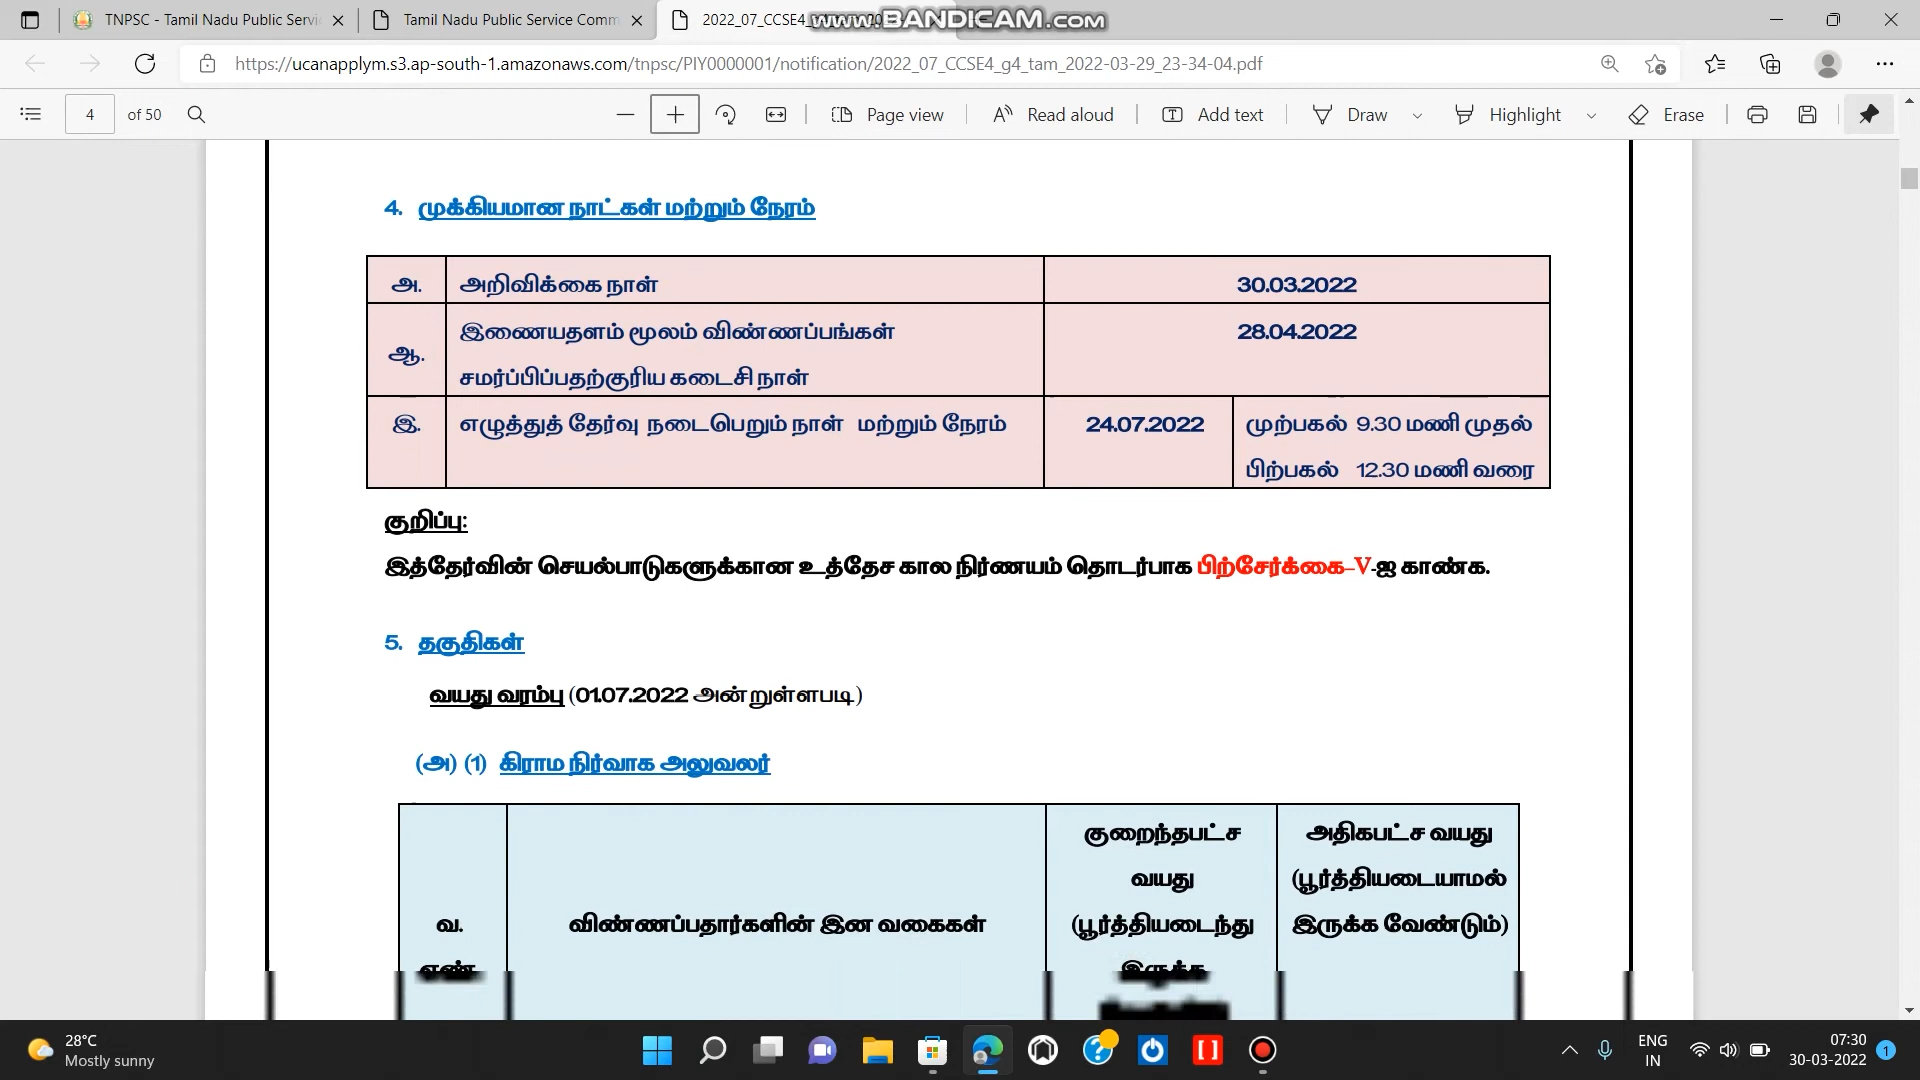 TNPSC - Tamil Nadu Public Servi
Tamil Nadu Public Service Comm
2022_07_CCSE4_
www.BANDICAM.com
https://ucanapplym.s3.ap-south-1.amazonaws.com/tnpsc/PIY0000001/notification/2022_07_CCSE4_g4_tam_2022-03-29_23-34-04.pdf
4 of 50
Page view
Read aloud
Add text
Draw
Highlight
Erase
4. முக்கியமான நாட்கள் மற்றும் நேரம்
அ. அறிவிக்கை நாள் 30.03.2022
ஆ. இணையதளம் மூலம் விண்ணப்பங்கள் 28.04.2022
சமர்ப்பிப்பதற்குரிய கடைசி நாள்
இ. எழுத்துத் தேர்வு நடைபெறும் நாள் மற்றும் நேரம் 24.07.2022 முற்பகல் 9.30 மணி முதல்
பிற்பகல் 12.30 மணி வரை
குறிப்பு:
இத்தேர்வின் செயல்பாடுகளுக்கான உத்தேச கால நிர்ணயம் தொடர்பாக பிற்சேர்க்கை-V-ஐ காண்க.
5. தகுதிகள்
வயது வரம்பு (01.07.2022 அன்றுள்ளபடி)
(அ) (1) கிராம நிர்வாக அலுவலர்
வ.
எண்
விண்ணப்பதார்களின் இன வகைகள்
குறைந்தபட்ச
வயது
(பூர்த்தியடைந்து
இருக்க
அதிகபட்ச வயது
(பூர்த்தியடையாமல்
இருக்க வேண்டும்)
28°C
Mostly sunny
ENG
IN
07:30
30-03-2022
1